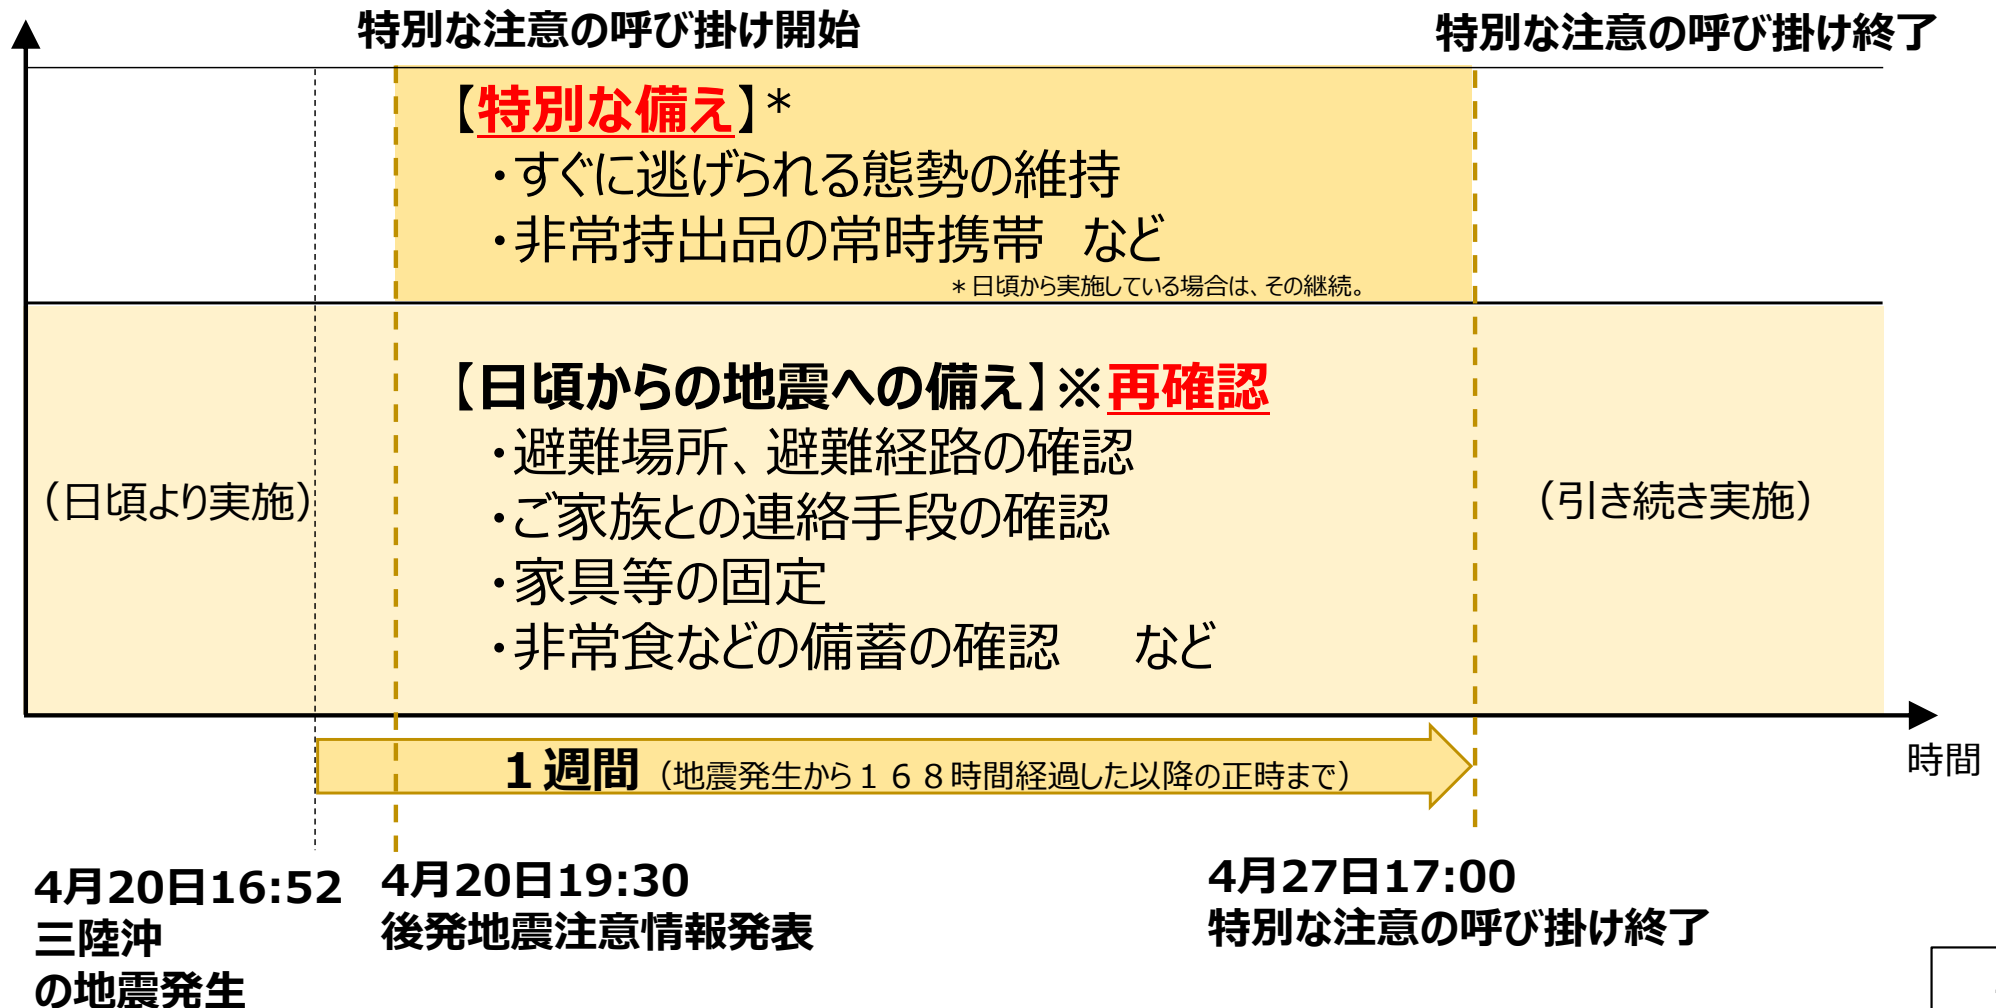 特別な注意の呼び掛け開始
特別な注意の呼び掛け終了
【特別な備え】*
・すぐに逃げられる態勢の維持
・非常持出品の常時携帯　など
*日頃から実施している場合は、その継続。
【日頃からの地震への備え】※再確認
・避難場所、避難経路の確認
・ご家族との連絡手段の確認
・家具等の固定
・非常食などの備蓄の確認　など
（日頃より実施）
（引き続き実施）
１週間（地震発生から１６８時間経過した以降の正時まで）
時間
4月20日16:52
三陸沖
の地震発生
4月20日19:30
後発地震注意情報発表
4月27日17:00
特別な注意の呼び掛け終了